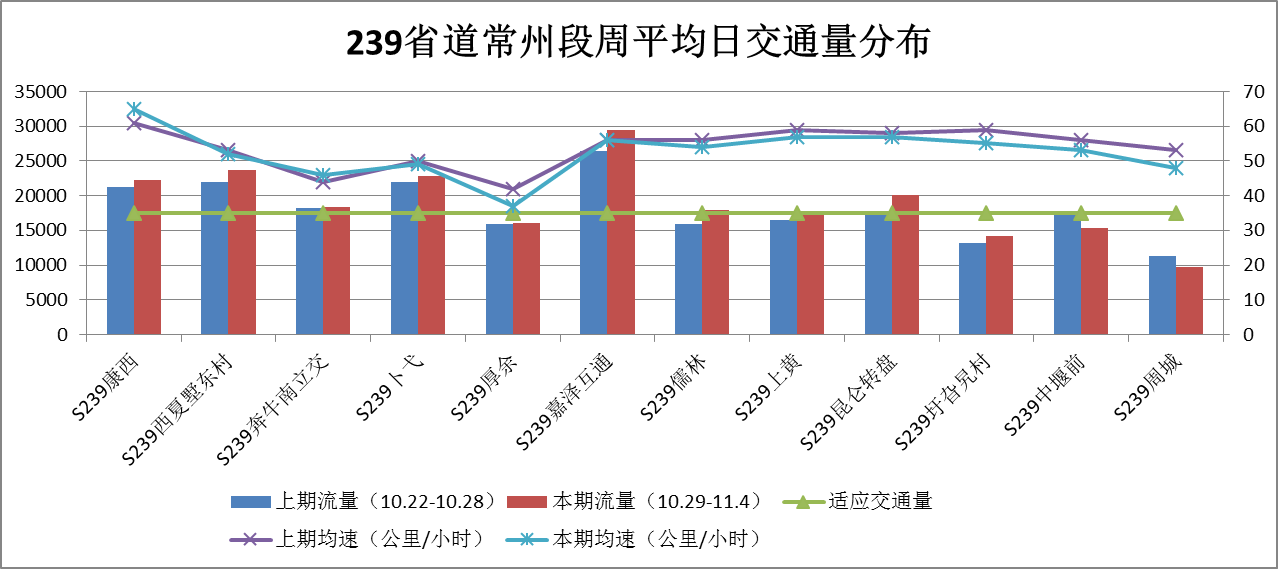 239省道常州段周平均日交通量分布
35000
30000
25000
20000
15000
10000
5000
0
70
60
50
40
30
20
10
0
S239康西
S239西夏墅东村
S239奔牛南立交
S239卜弋
S239厚余
S239嘉泽互通
S239儒林
S239上黄
S239昆仑转盘
S239圩旮旯村
S239中堰前
S239周城
上期流量（10.22-10.28） 本期流量（10.29-11.4） 适应交通量
上期均速（公里/小时） 本期均速（公里/小时）